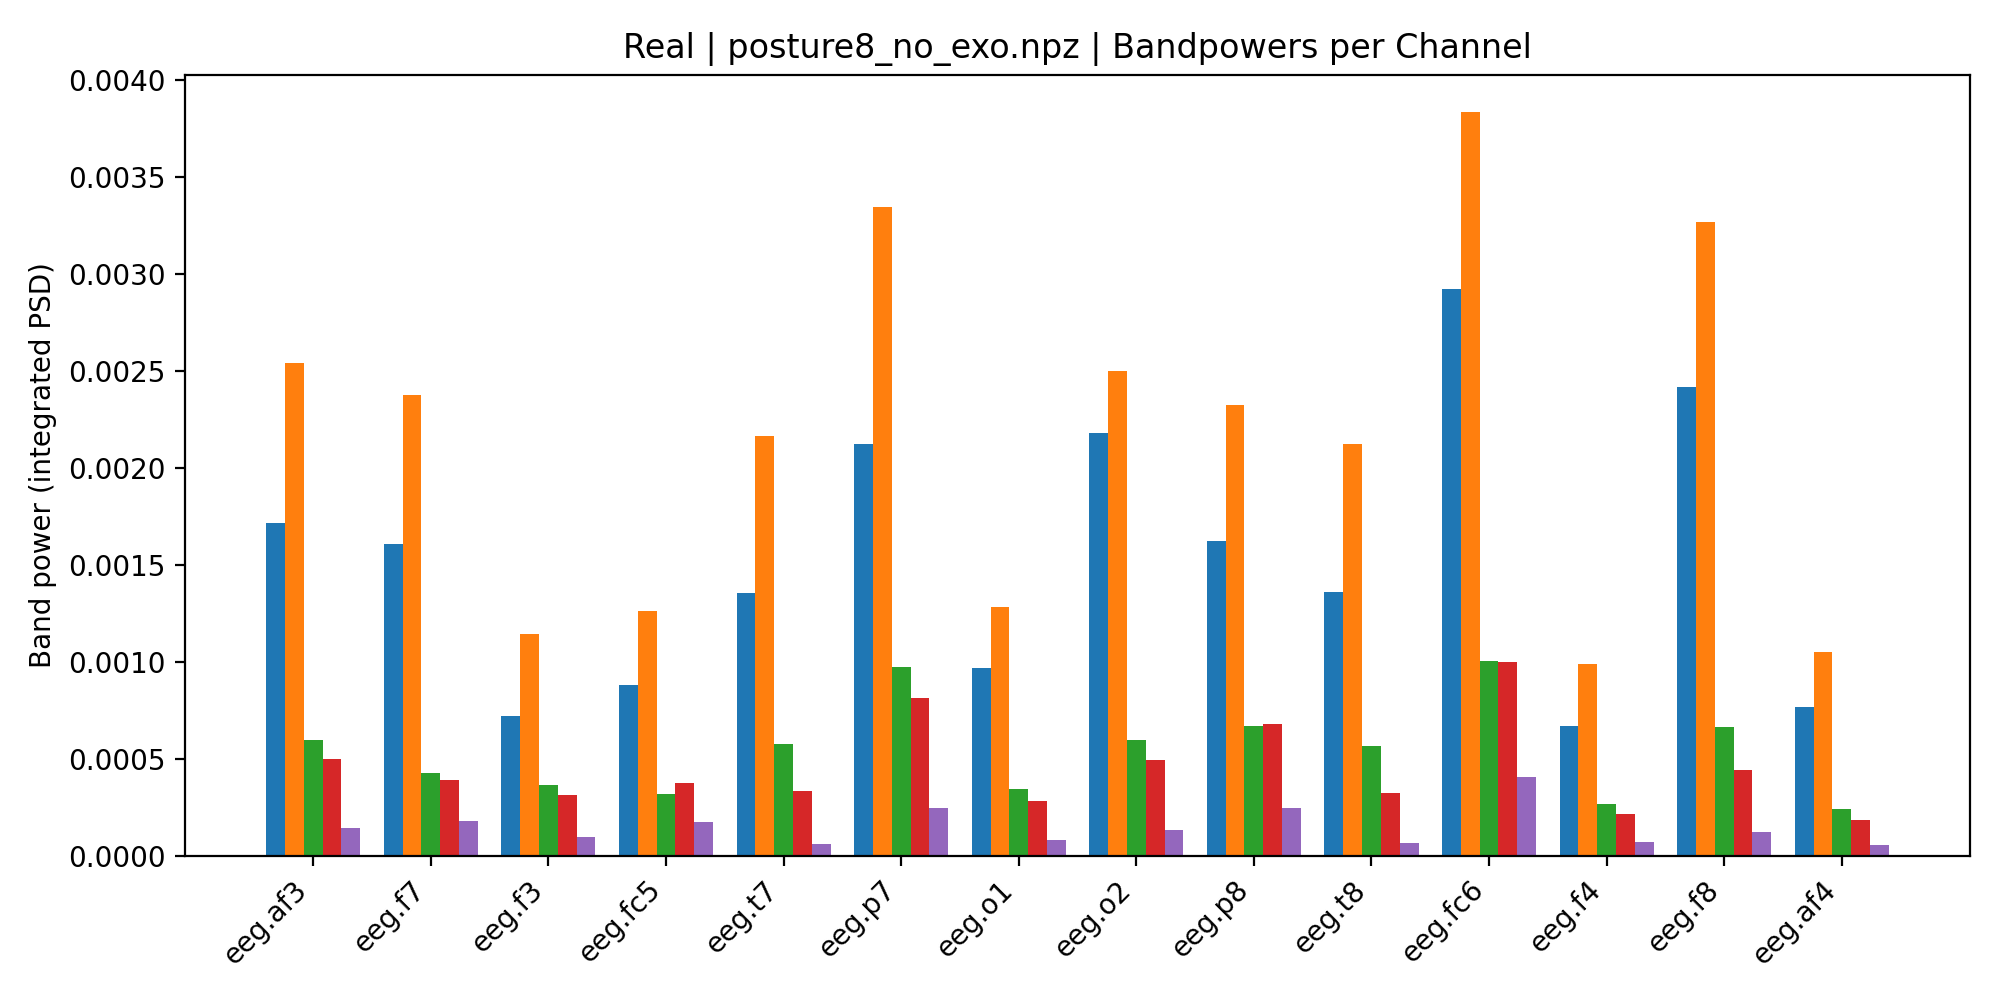 Real | posture8_no_exo.npz | Bandpowers per Channel
Band power (integrated PSD)
0.0040
0.0035
0.0030
0.0025
0.0020
0.0015
0.0010
0.0005
0.0000
eeg.af3
eeg.f7
eeg.f3
eeg.fc5
eeg.t7
eeg.p7
eeg.o1
eeg.o2
eeg.p8
eeg.t8
eeg.fc6
eeg.f4
eeg.f8
eeg.af4